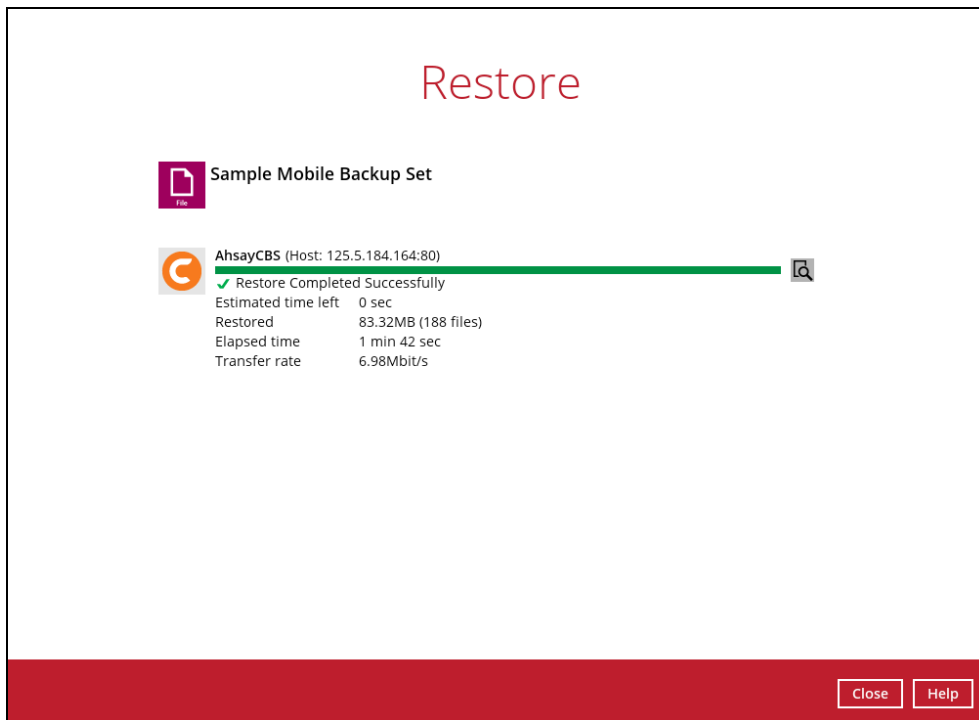 Restore
Sample Mobile Backup Set
File
AhsayCBS (Host: 125.5.184.164:80)
Restore Completed Successfully
Estimated time left 0 sec
Restored 83.32MB (188 files)
Elapsed time 1 min 42 sec
Transfer rate 6.98Mbit/s
Close Help